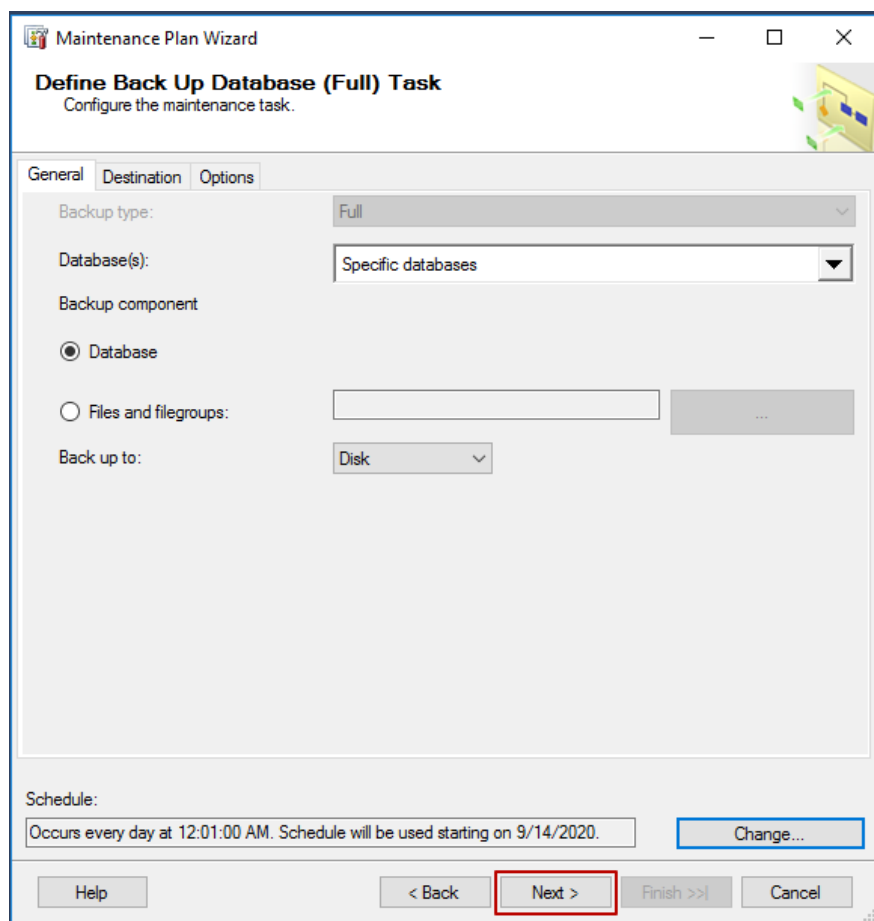 Maintenance Plan Wizard
Define Back Up Database (Full) Task
Configure the maintenance task.
General Destination Options
Backup type: Full
Database(s): Specific databases
Backup component
Database
Files and filegroups: ...
Back up to: Disk
Schedule:
Occurs every day at 12:01:00 AM. Schedule will be used starting on 9/14/2020. Change...
Help < Back Next > Finish >>| Cancel